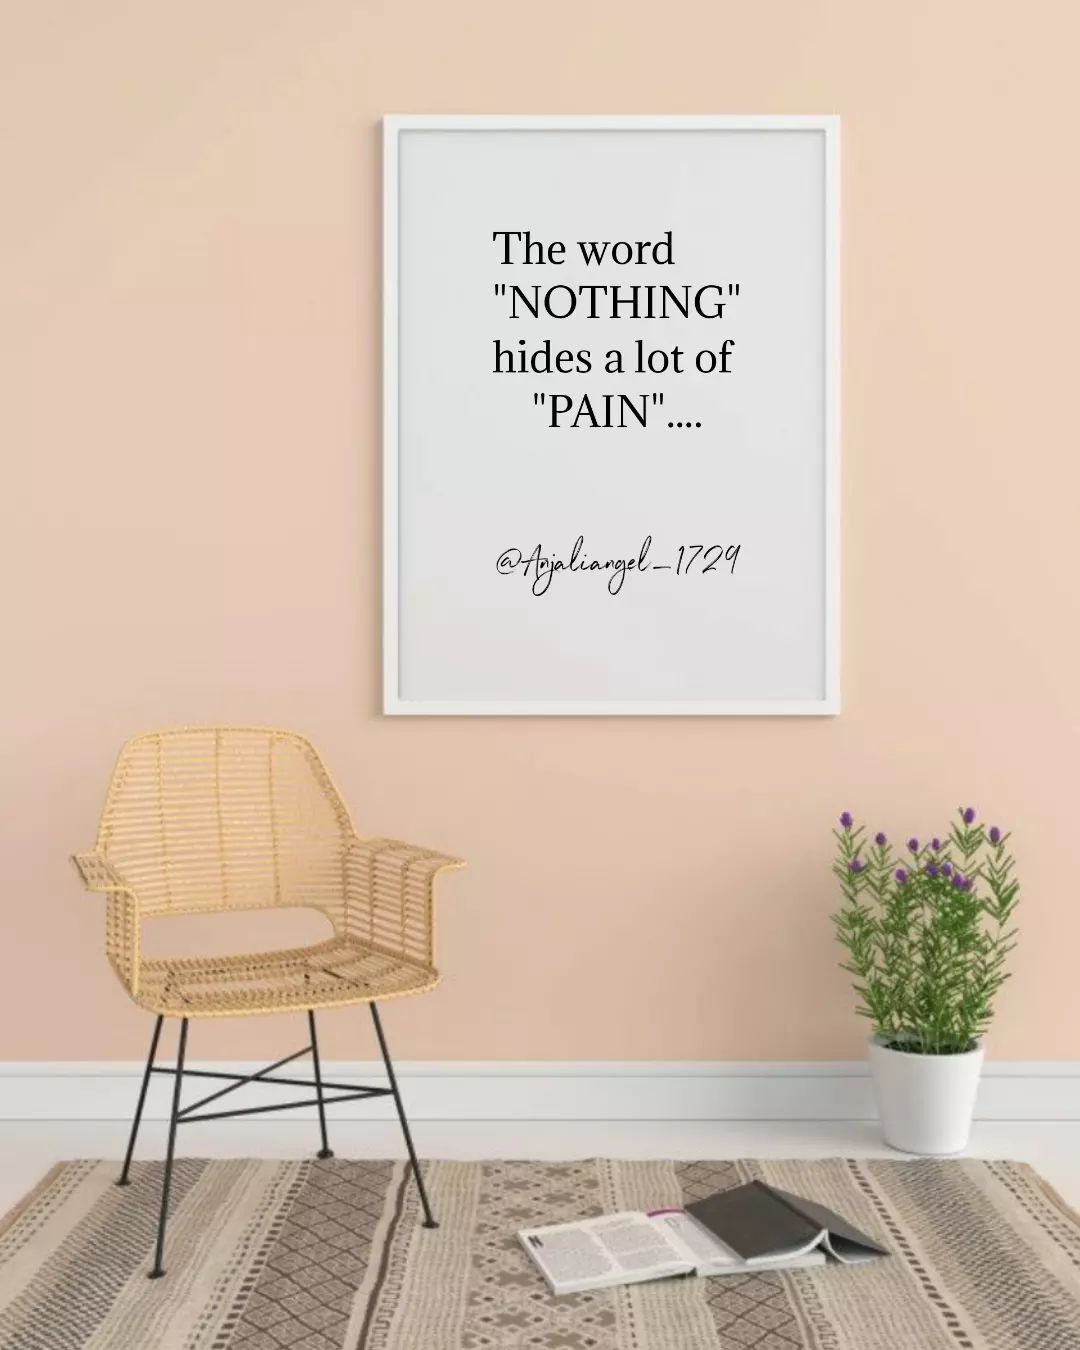 The word
"NOTHING"
hides a lot of
"PAIN"....
@Anjaliangel_1729
N